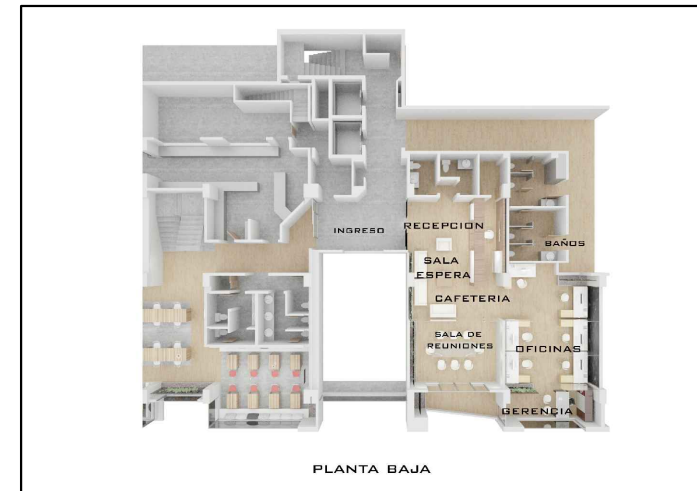 INGRESO
RECEPCION
BAÑOS
SALA
ESPERA
CAFETERIA
SALA DE
REUNIONES
OFICINAS
GERENCIA
PLANTA BAJA